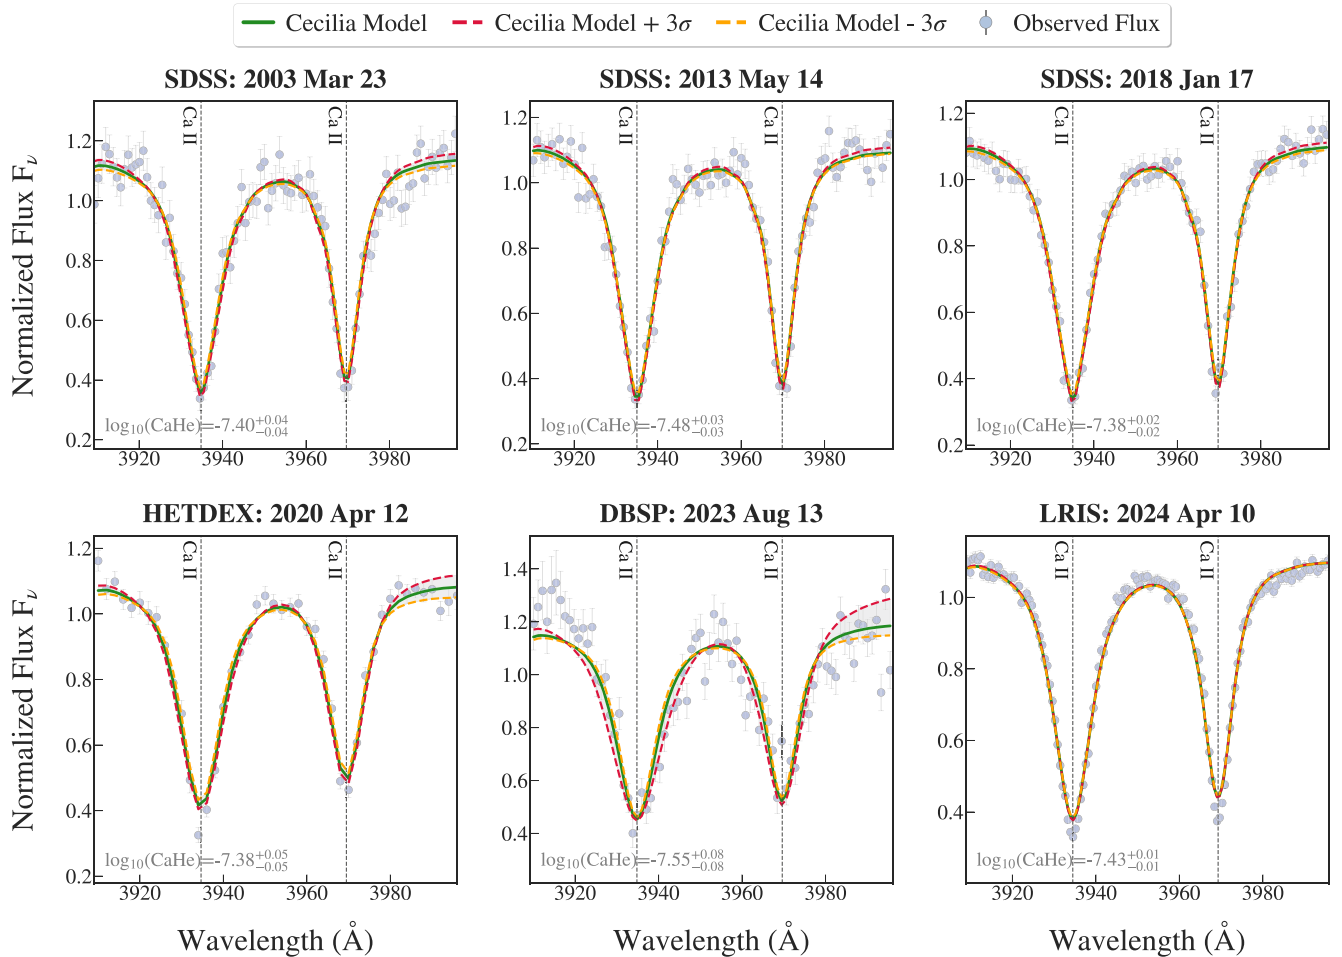 Cecilia Model Cecilia Model + 3σ Cecilia Model - 3σ Observed Flux
SDSS: 2003 Mar 23
Ca II
Ca II
1.2
1.0
0.8
0.6
0.4
0.2
log₁₀(CaHe)=-7.40 +0.04 -0.04
3920 3940 3960 3980
Normalized Flux Fν
SDSS: 2013 May 14
Ca II
Ca II
1.2
1.0
0.8
0.6
0.4
0.2
log₁₀(CaHe)=-7.48 +0.03 -0.03
3920 3940 3960 3980
SDSS: 2018 Jan 17
Ca II
Ca II
1.2
1.0
0.8
0.6
0.4
0.2
log₁₀(CaHe)=-7.38 +0.02 -0.02
3920 3940 3960 3980
HETDEX: 2020 Apr 12
Ca II
Ca II
1.2
1.0
0.8
0.6
0.4
0.2
log₁₀(CaHe)=-7.38 +0.05 -0.05
3920 3940 3960 3980
Normalized Flux Fν
Wavelength (Å)
DBSP: 2023 Aug 13
Ca II
Ca II
1.4
1.2
1.0
0.8
0.6
0.4
log₁₀(CaHe)=-7.55 +0.08 -0.08
3920 3940 3960 3980
Wavelength (Å)
LRIS: 2024 Apr 10
Ca II
Ca II
1.0
0.8
0.6
0.4
log₁₀(CaHe)=-7.43 +0.01 -0.01
3920 3940 3960 3980
Wavelength (Å)